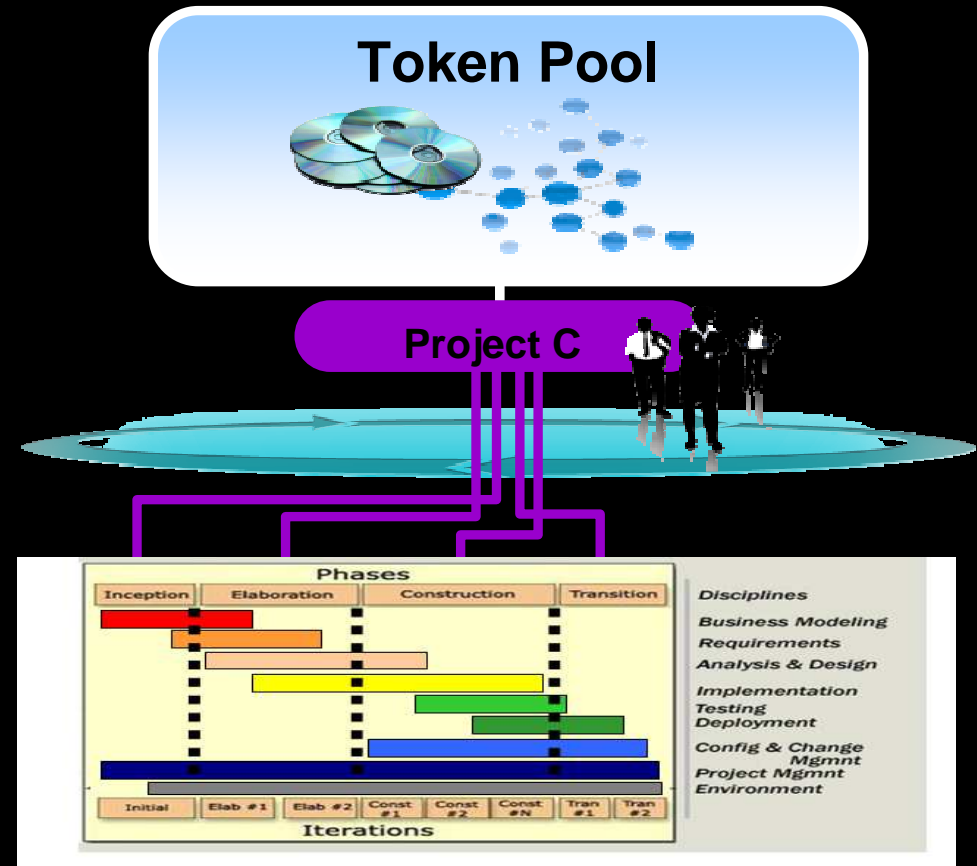 Token Pool
Project C
Phases
Inception
Elaboration
Construction
Transition
Disciplines
Business Modeling
Requirements
Analysis & Design
Implementation
Testing
Deployment
Config & Change
Mgmnt
Project Mgmnt
Environment
Initial
Elab #1
Elab #2
Const
#1
Const
#2
Const
#N
Tran
#1
Tran
#2
Iterations